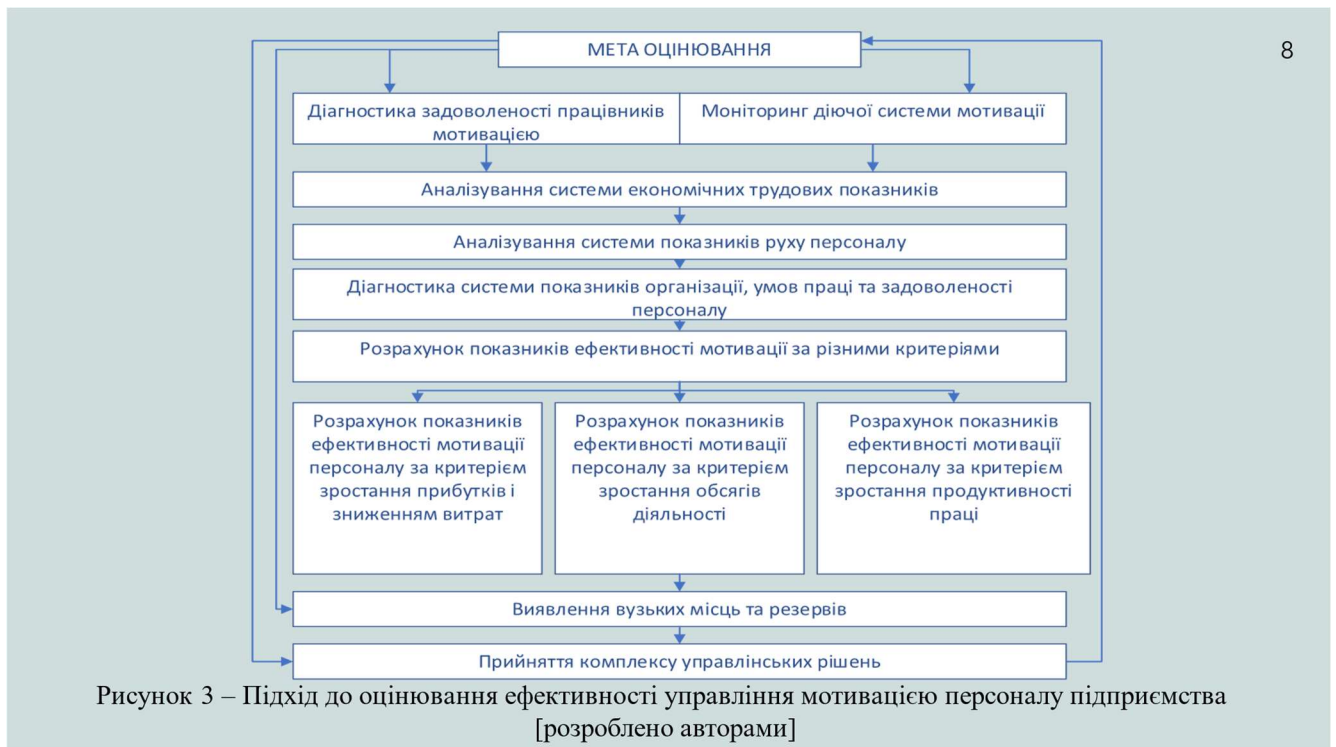 МЕТА ОЦІНЮВАННЯ
8
Діагностика задоволеності працівників
мотивацією
Моніторинг діючої системи мотивації
Аналізування системи економічних трудових показників
Аналізування системи показників руху персоналу
Діагностика системи показників організації, умов праці та задоволеності
персоналу
Розрахунок показників ефективності мотивації за різними критеріями
Розрахунок показників
ефективності мотивації
персоналу за критерієм
зростання прибутків і
зниженням витрат
Розрахунок показників
ефективності мотивації
персоналу за критерієм
зростання обсягів
діяльності
Розрахунок показників
ефективності мотивації
персоналу за критерієм
зростання продуктивності
праці
Виявлення вузьких місць та резервів
Прийняття комплексу управлінських рішень
Рисунок 3 – Підхід до оцінювання ефективності управління мотивацією персоналу підприємства
[розроблено авторами]